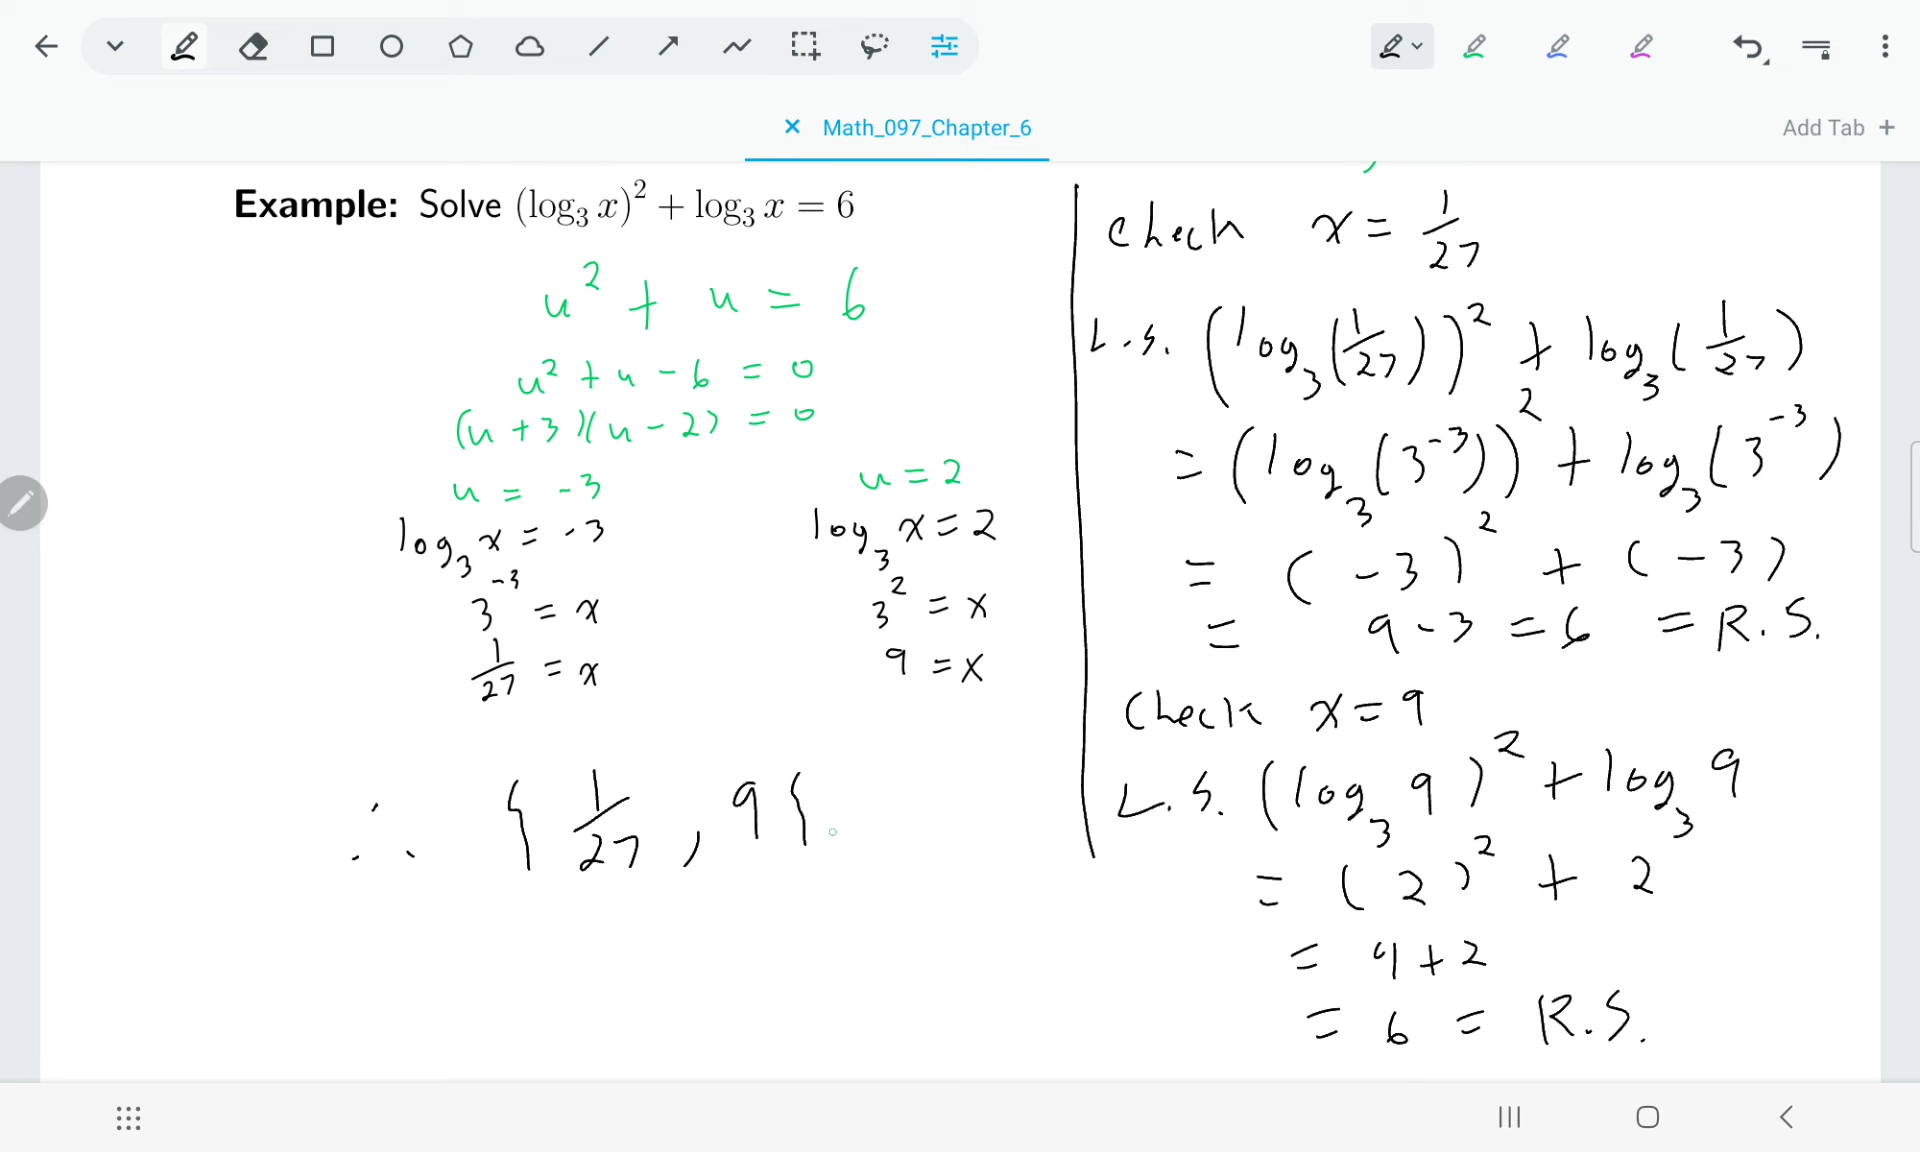 Math_097_Chapter_6
Add Tab +
Example: Solve (log₃ x)² + log₃ x = 6
u² + u = 6
u² + u - 6 = 0
(u + 3)(u - 2) = 0
u = -3
log₃ x = -3
3⁻³ = x
1/27 = x
u = 2
log₃ x = 2
3² = x
9 = x
∴ { 1/27 , 9 }
Check x = 1/27
L.S. (log₃(1/27))² + log₃(1/27)
= (log₃(3⁻³))² + log₃(3⁻³)
= (-3)² + (-3)
= 9 - 3 = 6 = R.S.
Check x = 9
L.S. (log₃ 9)² + log₃ 9
= (2)² + 2
= 4 + 2
= 6 = R.S.